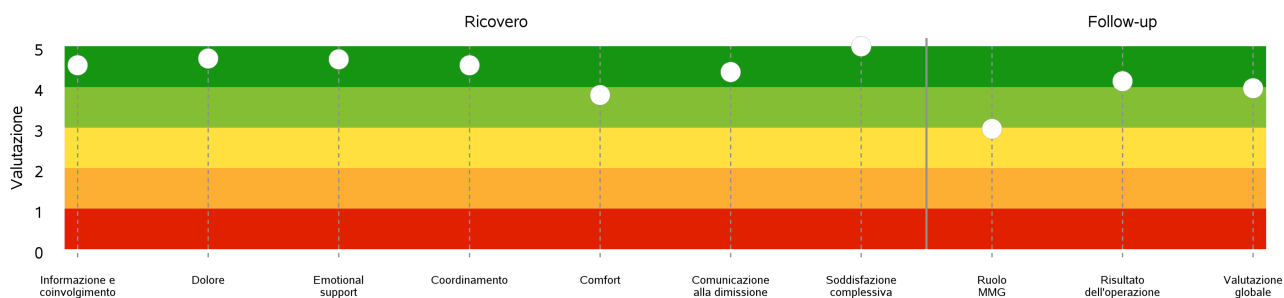 Ricovero
Follow-up
Valutazione
5
4
3
2
1
0
Informazione e
coinvolgimento
Dolore
Emotional
support
Coordinamento
Comfort
Comunicazione
alla dimissione
Soddisfazione
complessiva
Ruolo
MMG
Risultato
dell'operazione
Valutazione
globale